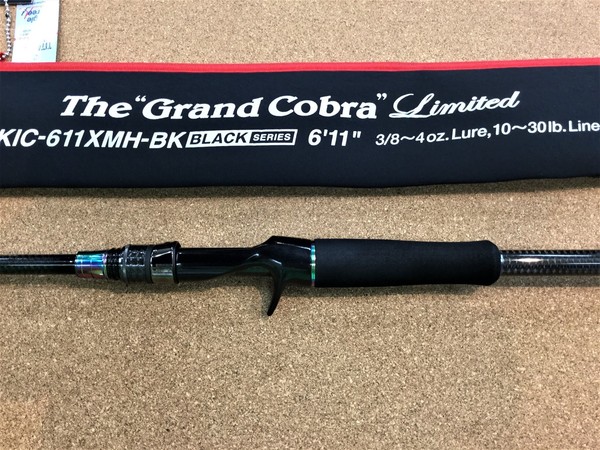 The "Grand Cobra" Limited
KIC-611XMH-BK BLACK SERIES 6'11" 3/8～4oz. Lure, 10～30lb. Line